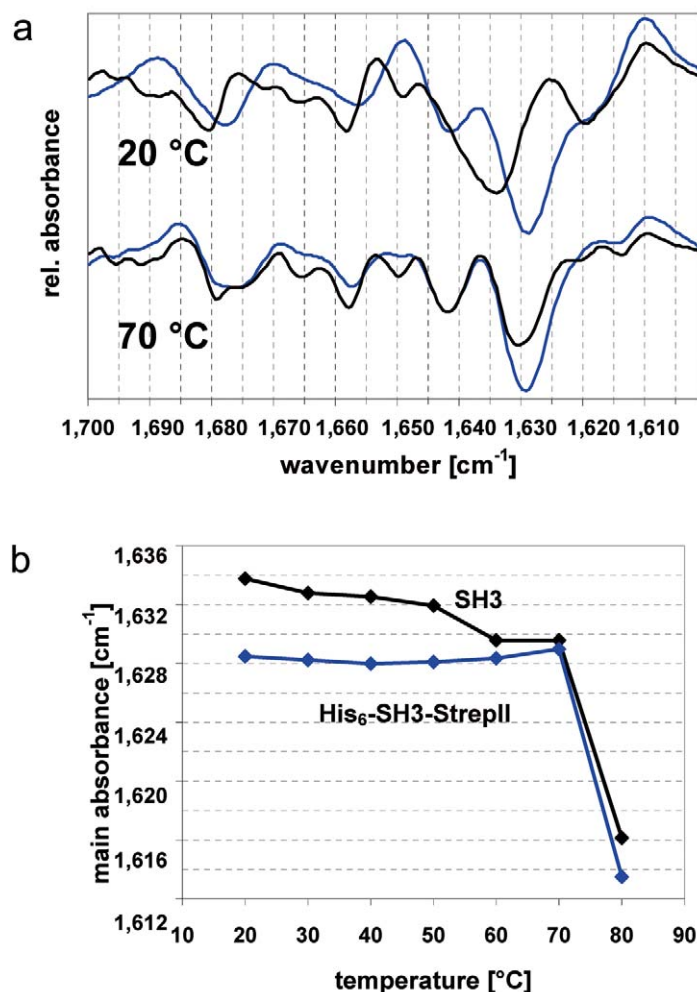 a
rel. absorbance
20 °C
70 °C
1,700 1,690 1,680 1,670 1,660 1,650 1,640 1,630 1,620 1,610
wavenumber [cm-1]
b
main absorbance [cm-1]
1,636
1,632
1,628
1,624
1,620
1,616
1,612
SH3
His6-SH3-StrepII
10 20 30 40 50 60 70 80 90
temperature [°C]